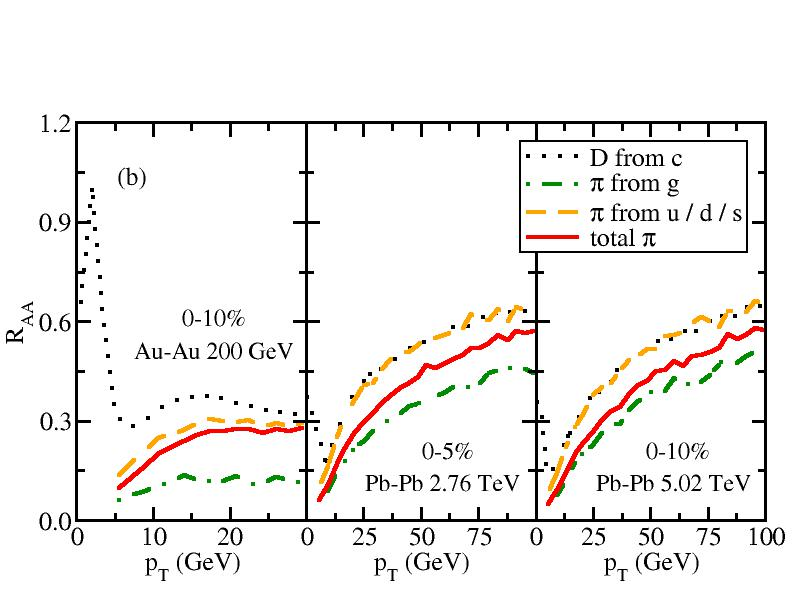 1.2
0.9
0.6
0.3
0.0
R_AA
(b)
0-10%
Au-Au 200 GeV
D from c
π from g
π from u / d / s
total π
0-5%
Pb-Pb 2.76 TeV
0-10%
Pb-Pb 5.02 TeV
0 10 20 0 25 50 75 0 25 50 75 100
p_T (GeV) p_T (GeV) p_T (GeV)